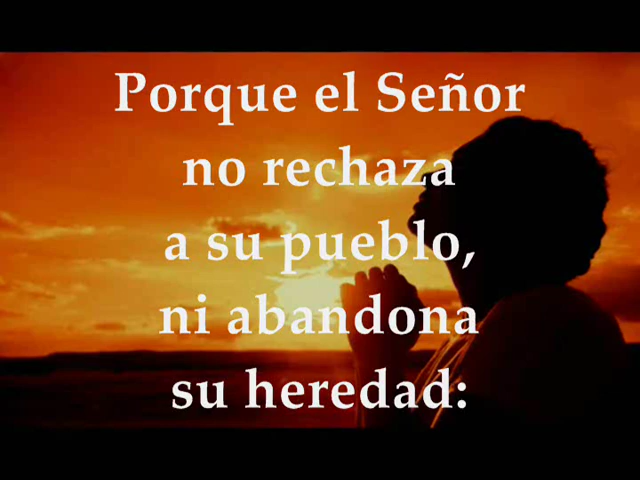 Porque el Señor
no rechaza
a su pueblo,
ni abandona
su heredad: